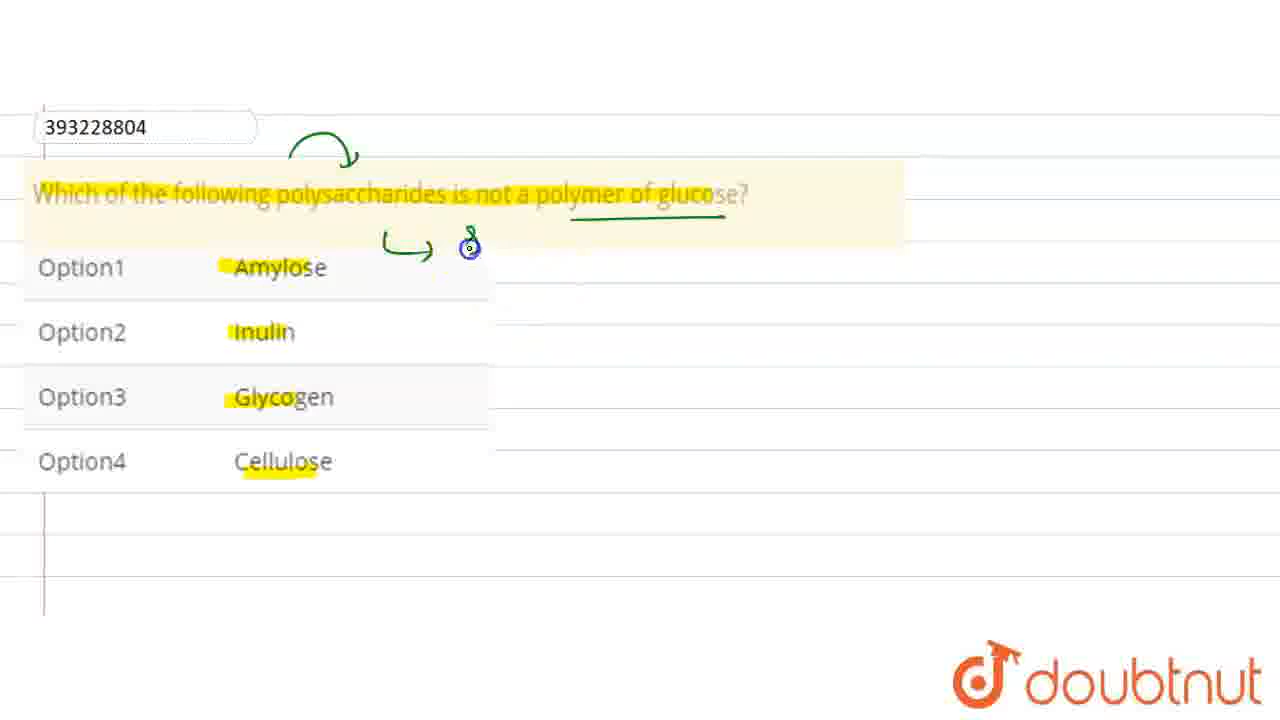 393228804
Which of the following polysaccharides is not a polymer of glucose?
Option1 Amylose
Option2 Inulin
Option3 Glycogen
Option4 Cellulose
doubtnut